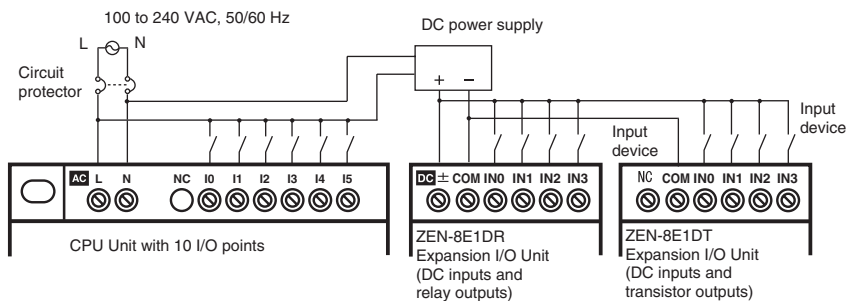 100 to 240 VAC, 50/60 Hz
L N
Circuit
protector
DC power supply
+ −
Input
device
Input
device
AC L N NC I0 I1 I2 I3 I4 I5
DC ± COM IN0 IN1 IN2 IN3
NC COM IN0 IN1 IN2 IN3
CPU Unit with 10 I/O points
ZEN-8E1DR
Expansion I/O Unit
(DC inputs and
relay outputs)
ZEN-8E1DT
Expansion I/O Unit
(DC inputs and
transistor outputs)